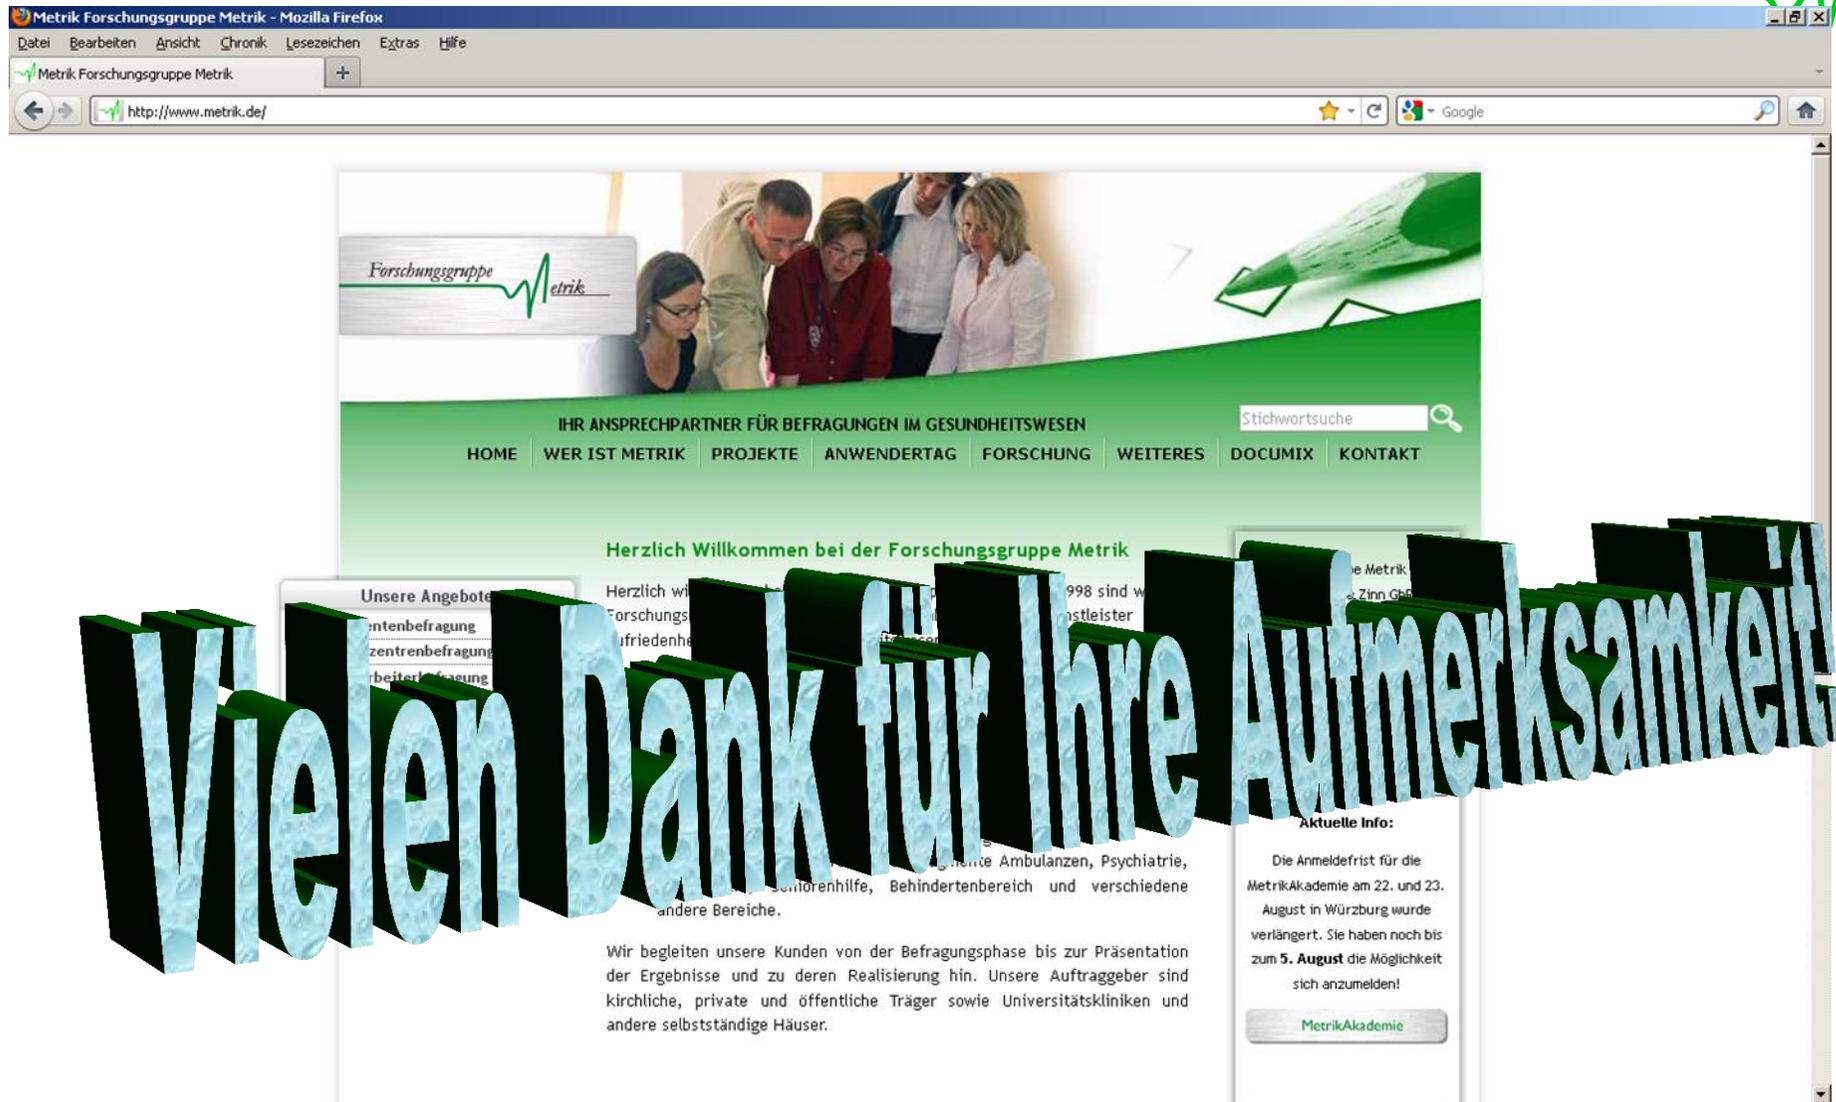 Metrik Forschungsgruppe Metrik - Mozilla Firefox
Datei Bearbeiten Ansicht Chronik Lesezeichen Extras Hilfe
Metrik Forschungsgruppe Metrik
http://www.metrik.de/
Google
Forschungsgruppe Metrik
IHR ANSPRECHPARTNER FÜR BEFRAGUNGEN IM GESUNDHEITSWESEN
Stichwortsuche
HOME WER IST METRIK PROJEKTE ANWENDERTAG FORSCHUNG WEITERES DOCUMIX KONTAKT
Herzlich Willkommen bei der Forschungsgruppe Metrik
Unsere Angebote
Herzlich
998 sind
Metrik
Zinn GbR
Vielen Dank für Ihre Aufmerksamkeit!
Ambulanzen, Psychiatrie,
Behindertenbereich und verschiedene
andere Bereiche.
Wir begleiten unsere Kunden von der Befragungsphase bis zur Präsentation
der Ergebnisse und zu deren Realisierung hin. Unsere Auftraggeber sind
kirchliche, private und öffentliche Träger sowie Universitätskliniken und
andere selbstständige Häuser.
Aktuelle Info:
Die Anmeldefrist für die
MetrikAkademie am 22. und 23.
August in Würzburg wurde
verlängert. Sie haben noch bis
zum 5. August die Möglichkeit
sich anzumelden!
MetrikAkademie